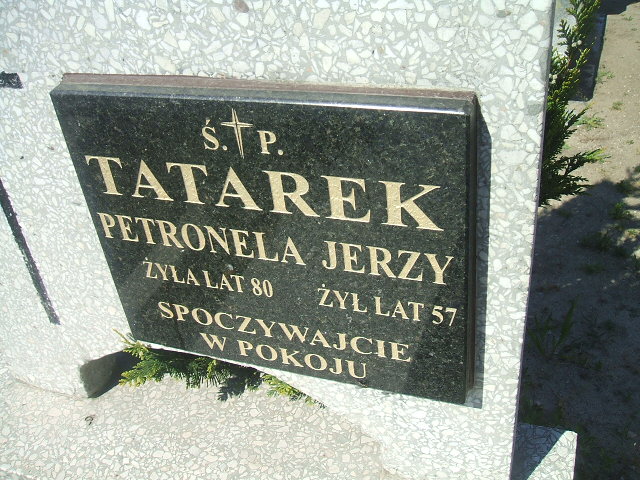 Ś. P.
TATAREK
PETRONELA JERZY
ŻYŁA LAT 80 ŻYŁ LAT 57
SPOCZYWAJCIE
W POKOJU